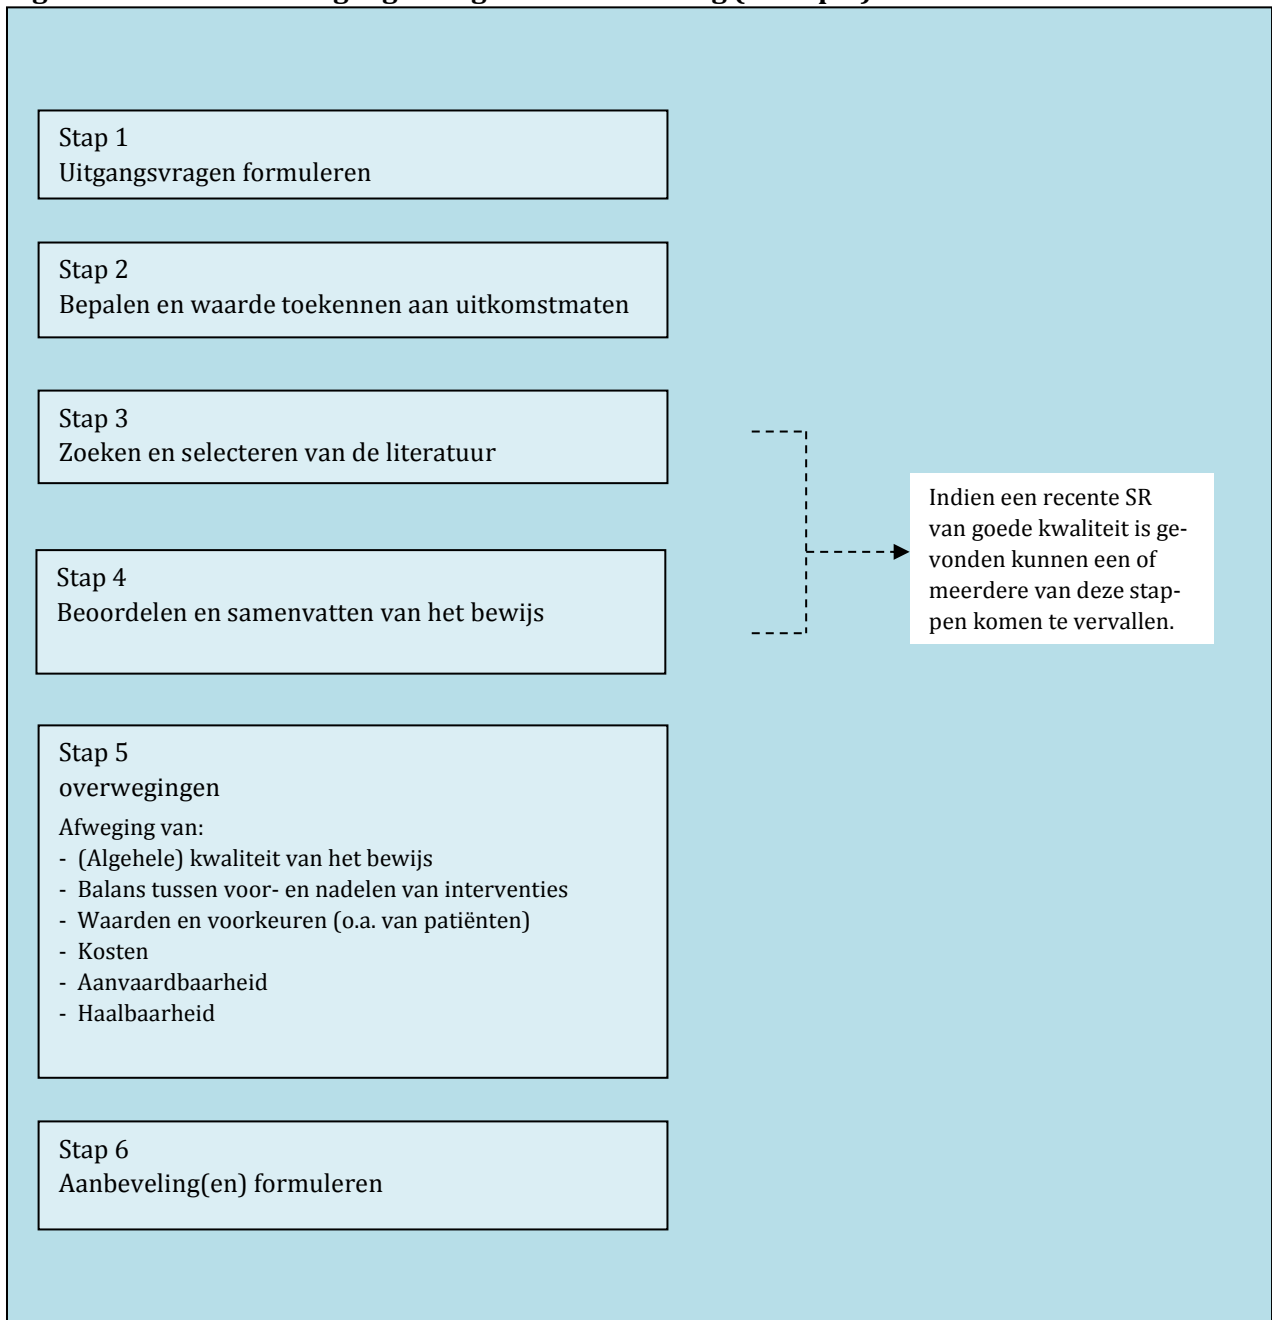 Stap 1
Uitgangsvragen formuleren
Stap 2
Bepalen en waarde toekennen aan uitkomstmaten
Stap 3
Zoeken en selecteren van de literatuur
Stap 4
Beoordelen en samenvatten van het bewijs
Indien een recente SR
van goede kwaliteit is ge-
vonden kunnen een of
meerdere van deze stap-
pen komen te vervallen.
Stap 5
overwegingen
Afweging van:
- (Algehele) kwaliteit van het bewijs
- Balans tussen voor- en nadelen van interventies
- Waarden en voorkeuren (o.a. van patiënten)
- Kosten
- Aanvaardbaarheid
- Haalbaarheid
Stap 6
Aanbeveling(en) formuleren